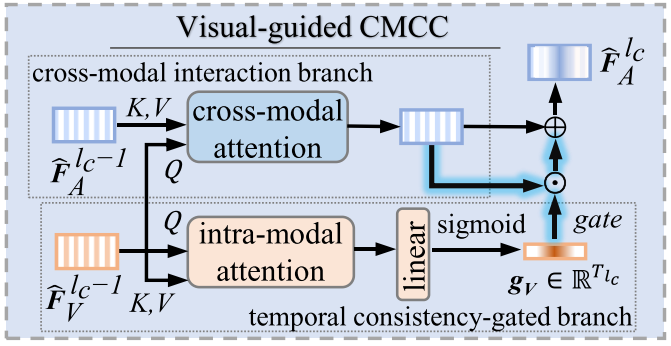 Visual-guided CMCC
cross-modal interaction branch
K,V
cross-modal
attention
Q
F̂_A^{l_c−1}
F̂_A^{l_c}
⊕
⊙
Q
intra-modal
attention
K,V
F̂_V^{l_c−1}
linear
sigmoid
gate
g_V ∈ ℝ^{T_{l_c}}
temporal consistency-gated branch